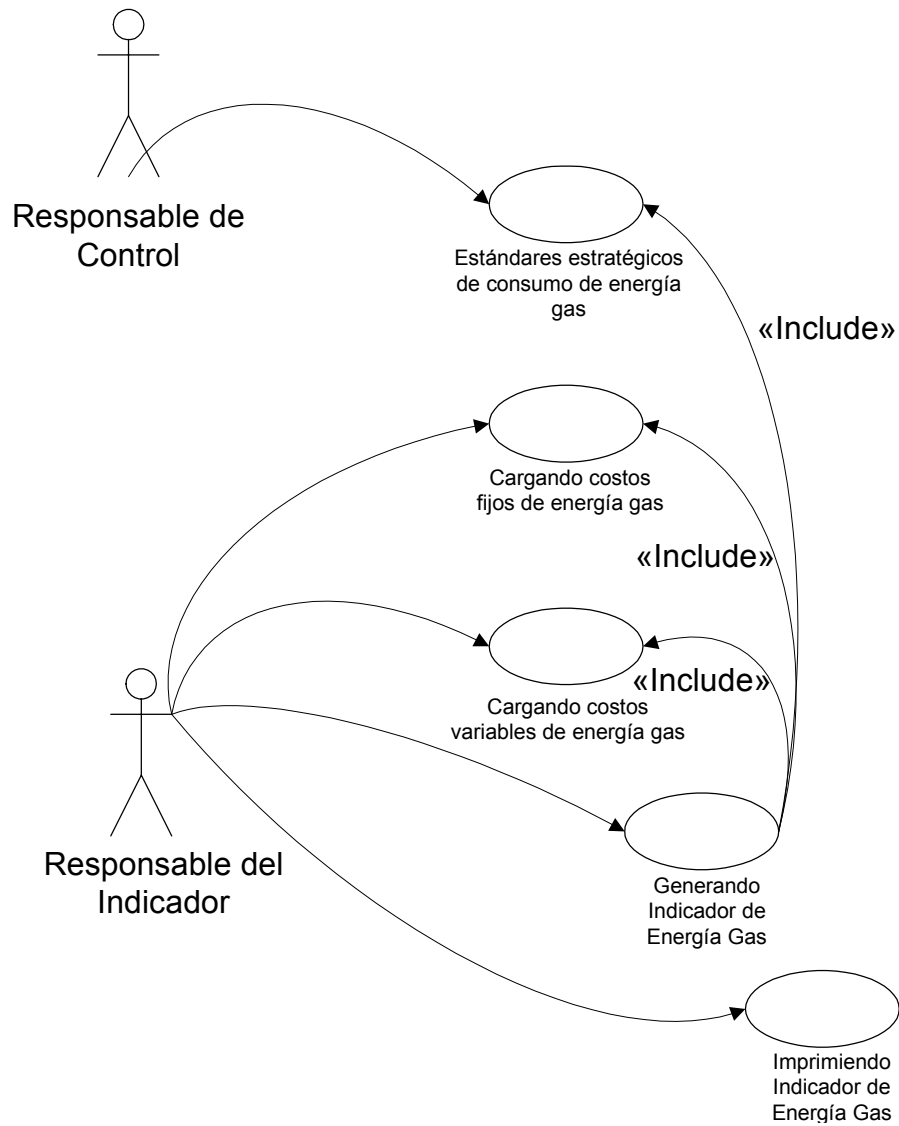 Responsable de
Control
Estándares estratégicos
de consumo de energía
gas
«Include»
Cargando costos
fijos de energía gas
«Include»
«Include»
Cargando costos
variables de energía gas
Responsable del
Indicador
Generando
Indicador de
Energía Gas
Imprimiendo
Indicador de
Energía Gas